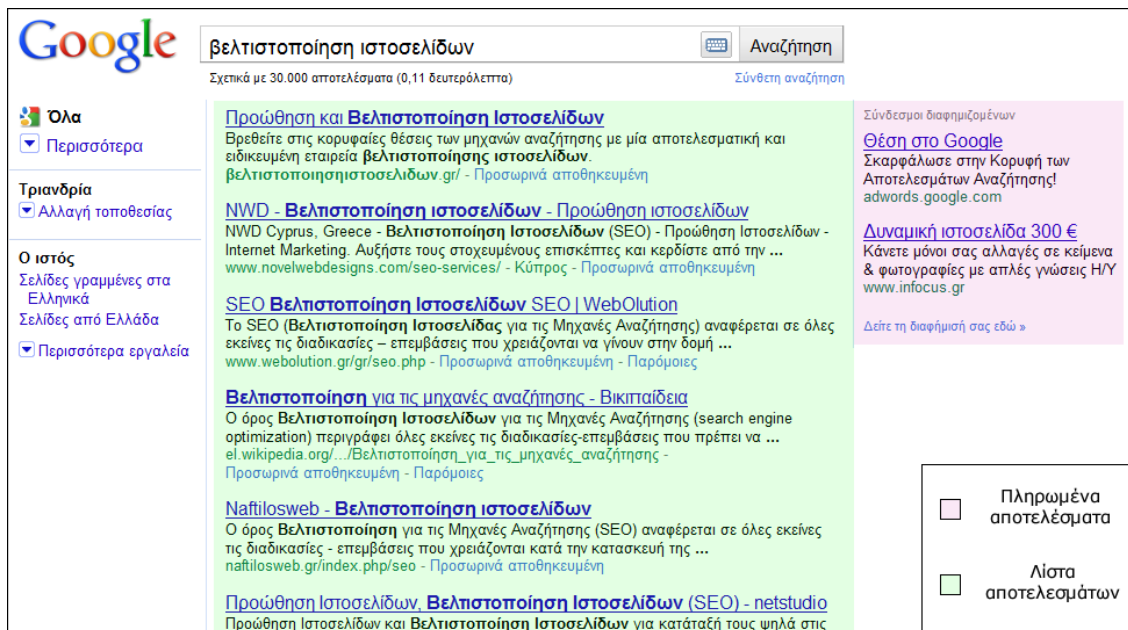 Google
βελτιστοποίηση ιστοσελίδων
Αναζήτηση
Σχετικά με 30.000 αποτελέσματα (0,11 δευτερόλεπτα)
Σύνθετη αναζήτηση
Όλα
Περισσότερα
Τριανδρία
Αλλαγή τοποθεσίας
Ο ιστός
Σελίδες γραμμένες στα
Ελληνικά
Σελίδες από Ελλάδα
Περισσότερα εργαλεία
Προώθηση και Βελτιστοποίηση Ιστοσελίδων
Βρεθείτε στις κορυφαίες θέσεις των μηχανών αναζήτησης με μία αποτελεσματική και
ειδικευμένη εταιρεία βελτιστοποίησης ιστοσελίδων.
βελτιστοποιησηιστοσελιδων.gr/ - Προσωρινά αποθηκευμένη
NWD - Βελτιστοποίηση ιστοσελίδων - Προώθηση ιστοσελίδων
NWD Cyprus, Greece - Βελτιστοποίηση Ιστοσελίδων (SEO) - Προώθηση Ιστοσελίδων -
Internet Marketing. Αυξήστε τους στοχευμένους επισκέπτες και κερδίστε από την ...
www.novelwebdesigns.com/seo-services/ - Κύπρος - Προσωρινά αποθηκευμένη
SEO Βελτιστοποίηση Ιστοσελίδων SEO | WebOlution
Το SEO (Βελτιστοποίηση Ιστοσελίδας για τις Μηχανές Αναζήτησης) αναφέρεται σε όλες
εκείνες τις διαδικασίες – επεμβάσεις που χρειάζονται να γίνουν στην δομή ...
www.webolution.gr/gr/seo.php - Προσωρινά αποθηκευμένη - Παρόμοιες
Βελτιστοποίηση για τις μηχανές αναζήτησης - Βικιπαίδεια
Ο όρος Βελτιστοποίηση Ιστοσελίδων για τις Μηχανές Αναζήτησης (search engine
optimization) περιγράφει όλες εκείνες τις διαδικασίες-επεμβάσεις που πρέπει να ...
el.wikipedia.org/.../Βελτιστοποίηση_για_τις_μηχανές_αναζήτησης -
Προσωρινά αποθηκευμένη - Παρόμοιες
Naftilosweb - Βελτιστοποίηση ιστοσελίδων
Ο όρος Βελτιστοποίηση για τις Μηχανές Αναζήτησης (SEO) αναφέρεται σε όλες εκείνες
τις διαδικασίες - επεμβάσεις που χρειάζονται κατά την κατασκευή της ...
naftilosweb.gr/index.php/seo - Προσωρινά αποθηκευμένη
Προώθηση Ιστοσελίδων, Βελτιστοποίηση Ιστοσελίδων (SEO) - netstudio
Προώθηση Ιστοσελίδων και Βελτιστοποίηση Ιστοσελίδων για κατάταξή τους ψηλά στις
Σύνδεσμοι διαφημιζομένων
Θέση στο Google
Σκαρφάλωσε στην Κορυφή των
Αποτελεσμάτων Αναζήτησης!
adwords.google.com
Δυναμική ιστοσελίδα 300 €
Κάνετε μόνοι σας αλλαγές σε κείμενα
& φωτογραφίες με απλές γνώσεις Η/Υ
www.infocus.gr
Δείτε τη διαφήμισή σας εδώ »
Πληρωμένα
αποτελέσματα
Λίστα
αποτελεσμάτων